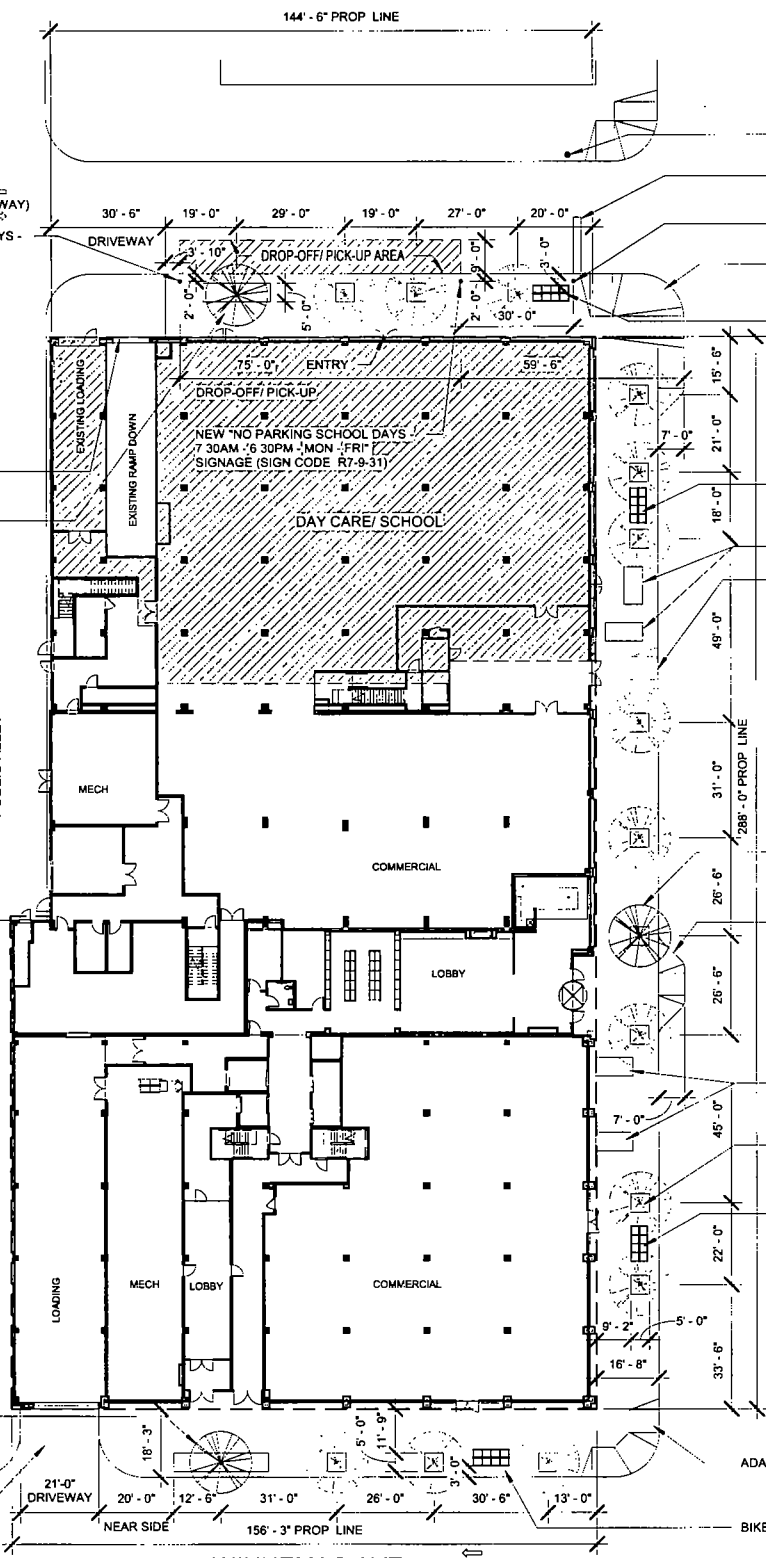 144' - 6" PROP LINE
WAY)
YS -
30' - 6"
19' - 0"
29' - 0"
19' - 0"
27' - 0"
20' - 0"
DRIVEWAY
3' - 10"
DROP-OFF/ PICK-UP AREA
9' - 0"
3' - 0"
2' - 0"
5' - 0"
2' - 0"
30' - 0"
75' - 0"
ENTRY
59' - 6"
15' - 6"
DROP-OFF/ PICK-UP
7' - 0"
21' - 0"
EXISTING LOADING
EXISTING RAMP DOWN
NEW "NO PARKING SCHOOL DAYS
7 30AM - 6 30PM - MON - FRI"
SIGNAGE (SIGN CODE R7-9-31)
18' - 0"
DAY CARE/ SCHOOL
49' - 0"
31' - 0"
288' - 0" PROP LINE
MECH
COMMERCIAL
26' - 6"
LOBBY
26' - 6"
7' - 0"
45' - 0"
LOADING
MECH
LOBBY
COMMERCIAL
22' - 0"
9' - 2"
5' - 0"
16' - 8"
33' - 6"
18' - 3"
5' - 0"
11' - 9"
3' - 0"
ADA
21'-0"
DRIVEWAY
20' - 0"
12' - 6"
31' - 0"
26' - 0"
30' - 6"
13' - 0"
NEAR SIDE
156' - 3" PROP LINE
BIKE